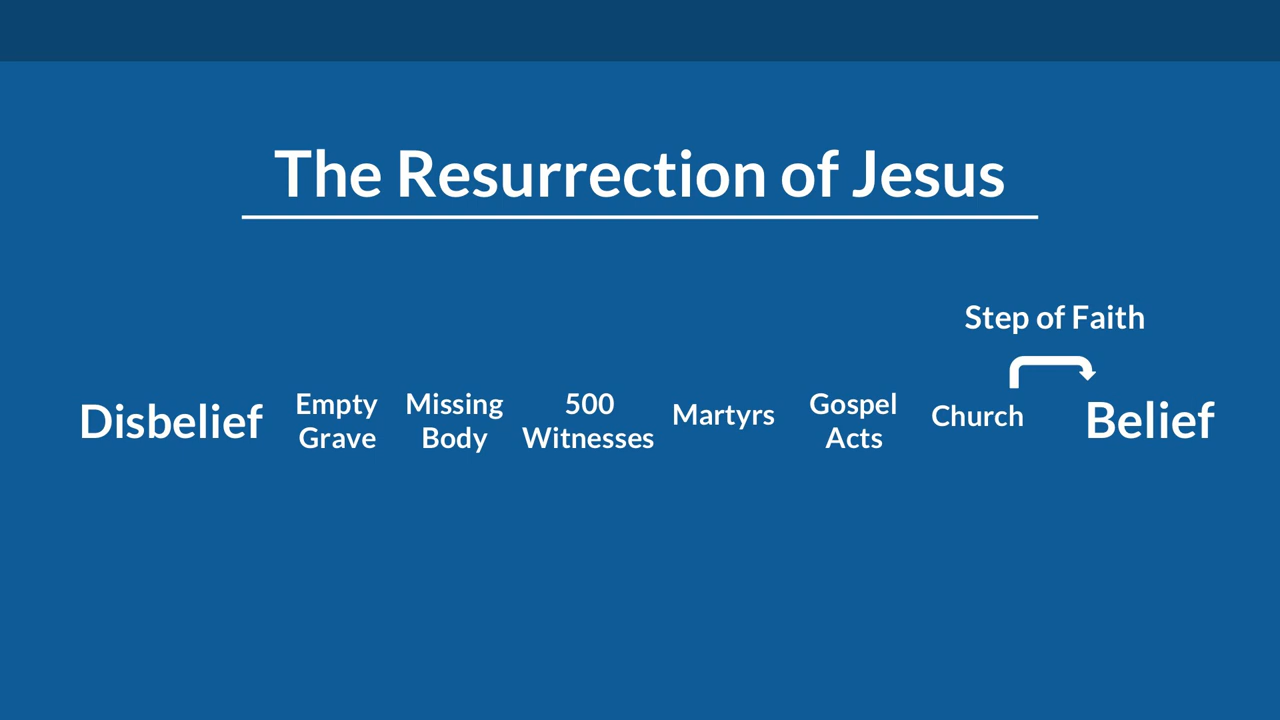 The Resurrection of Jesus
Step of Faith
Disbelief
Empty
Grave
Missing
Body
500
Witnesses
Martyrs
Gospel
Acts
Church
Belief